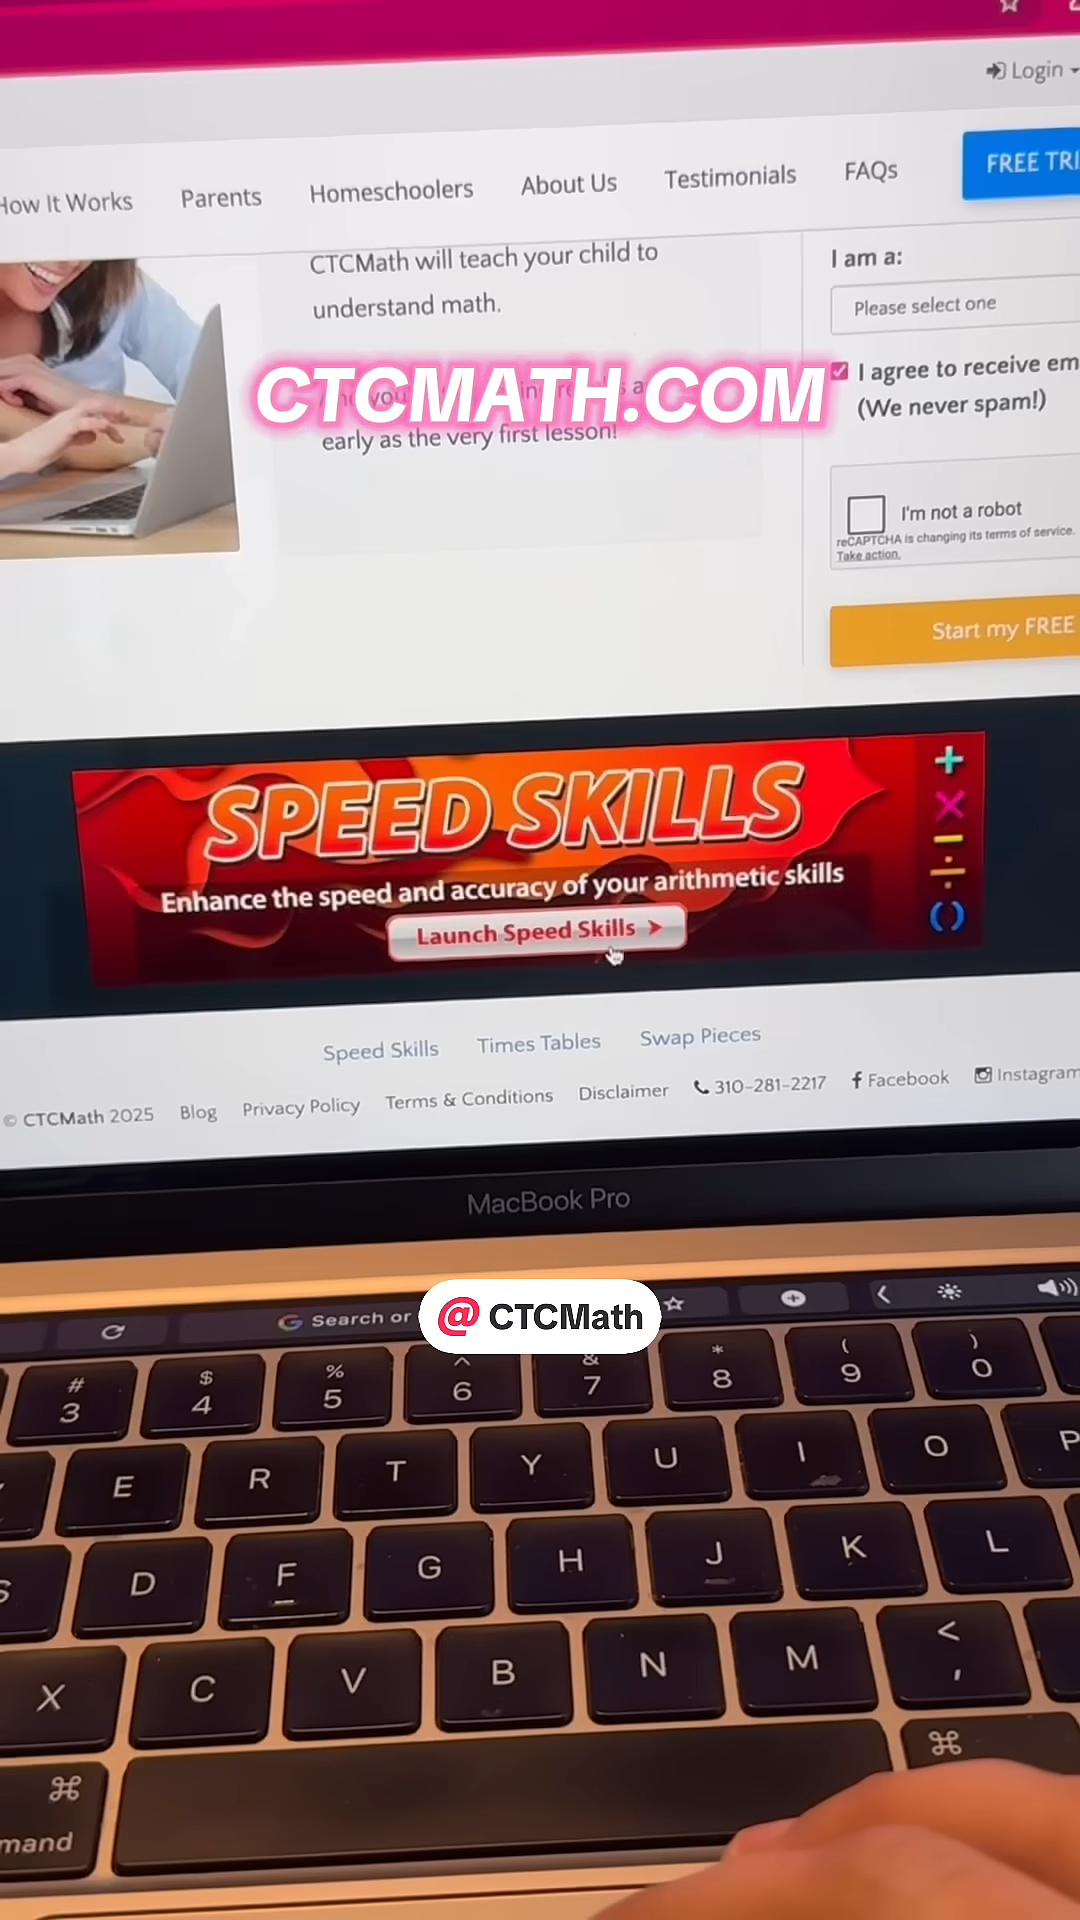 Login
How It Works Parents Homeschoolers About Us Testimonials FAQs FREE TRI
CTCMath will teach your child to
understand math.
I am a:
Please select one
CTCMATH.COM
I agree to receive em
(We never spam!)
early as the very first lesson!
I'm not a robot
reCAPTCHA is changing its terms of service.
Take action.
Start my FREE
SPEED SKILLS
Enhance the speed and accuracy of your arithmetic skills
Launch Speed Skills
Speed Skills Times Tables Swap Pieces
© CTCMath 2025 Blog Privacy Policy Terms & Conditions Disclaimer 310-281-2217 Facebook Instagram
MacBook Pro
Search or
@ CTCMath
# $ % ^ & * ( )
3 4 5 6 7 8 9 0
E R T Y U I O P
S D F G H J K L
X C V B N M < ,
⌘ ⌘
mand